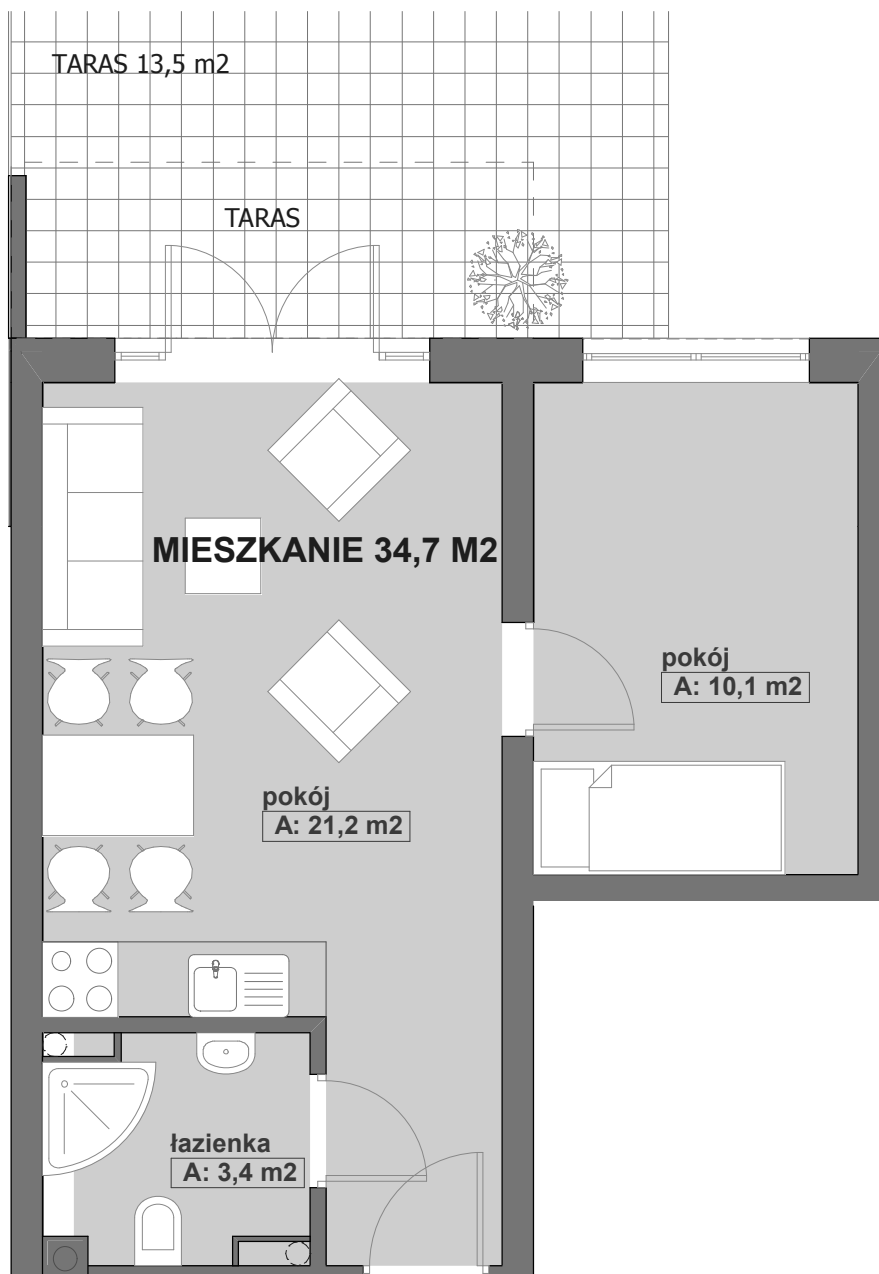 TARAS 13,5 m2
TARAS
MIESZKANIE 34,7 M2
pokój
A: 10,1 m2
pokój
A: 21,2 m2
łazienka
A: 3,4 m2